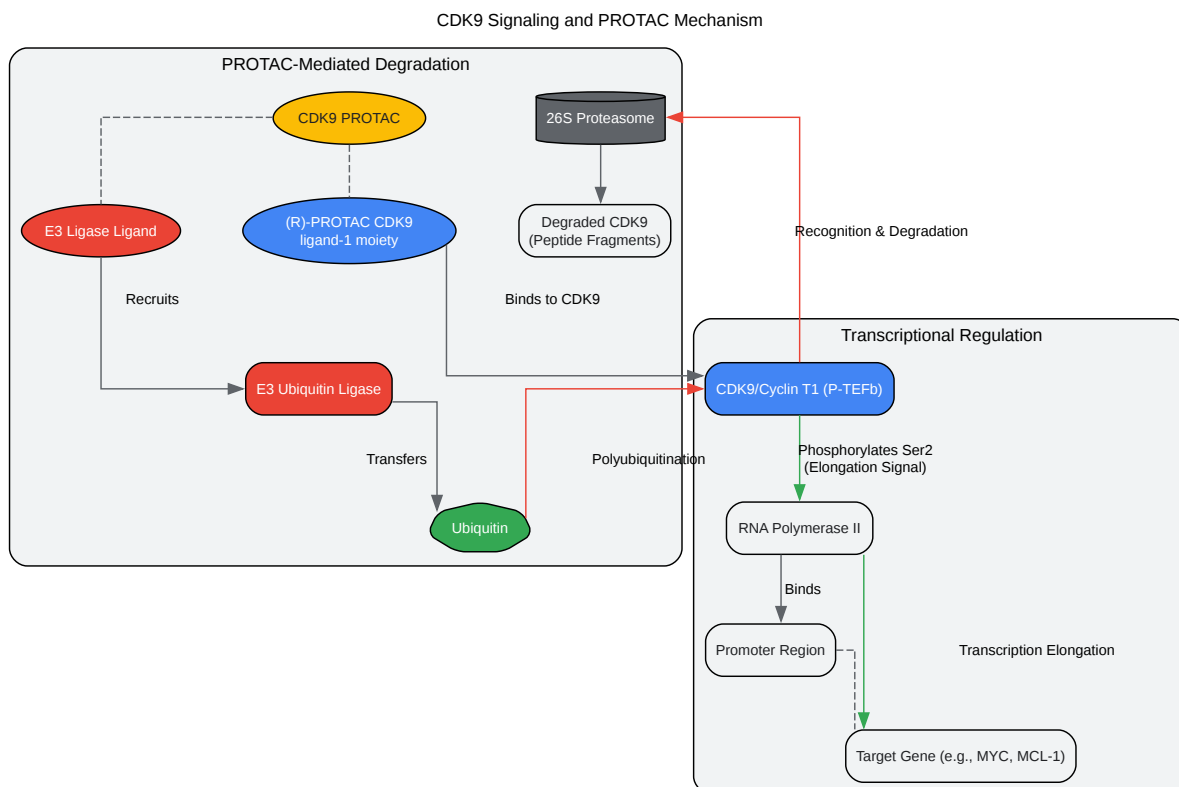 CDK9 Signaling and PROTAC Mechanism
PROTAC-Mediated Degradation
CDK9 PROTAC
26S Proteasome
E3 Ligase Ligand
(R)-PROTAC CDK9
ligand-1 moiety
Degraded CDK9
(Peptide Fragments)
Recognition & Degradation
Recruits
Binds to CDK9
Transcriptional Regulation
E3 Ubiquitin Ligase
CDK9/Cyclin T1 (P-TEFb)
Transfers
Polyubiquitination
Phosphorylates Ser2
(Elongation Signal)
Ubiquitin
RNA Polymerase II
Binds
Promoter Region
Transcription Elongation
Target Gene (e.g., MYC, MCL-1)